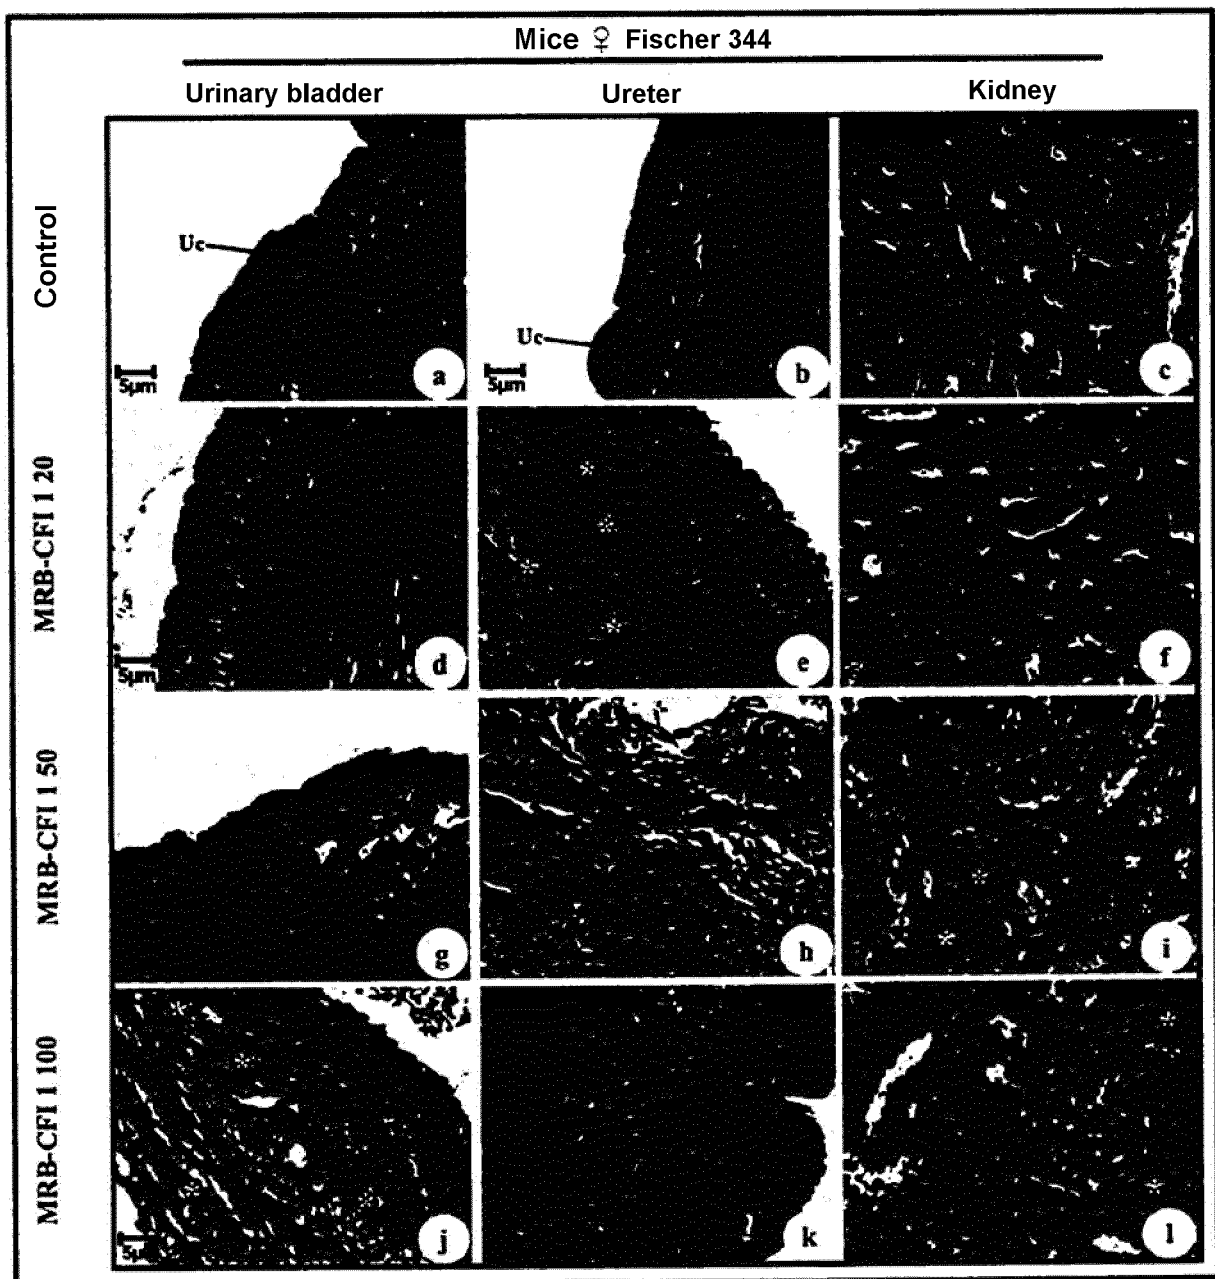 Mice ♀ Fischer 344
Urinary bladder Ureter Kidney
Control
Uc
Uc
5µm
a
5µm
b
c
MRB-CFI 1 20
5µm
d
*
*
*
*
e
f
MRB-CFI 1 50
g
h
*
*
i
MRB-CFI 1 100
*
*
*
*
5µ
j
k
*
*
l